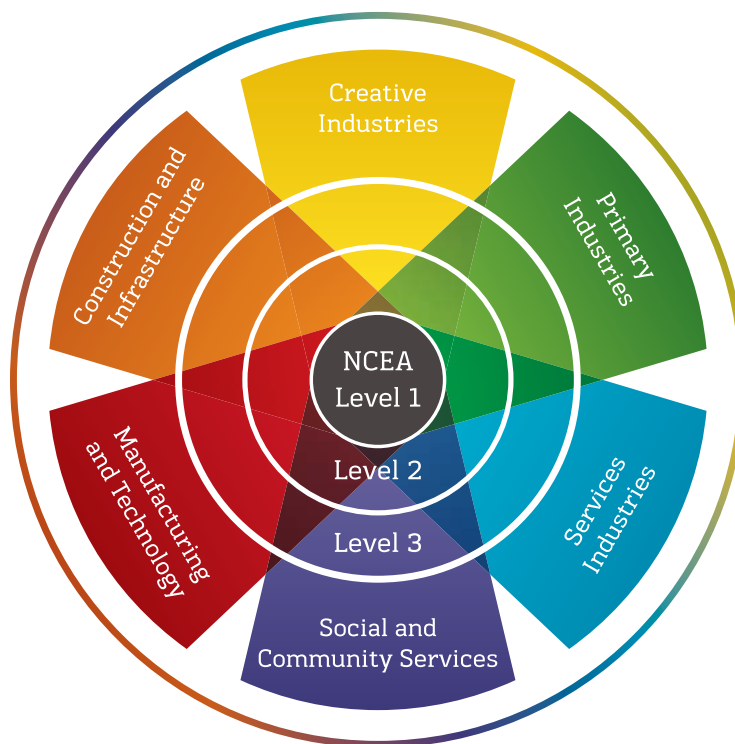 Creative
Industries
Primary
Industries
Services
Industries
Social and
Community Services
Manufacturing
and Technology
Construction and
Infrastructure
NCEA
Level 1
Level 2
Level 3